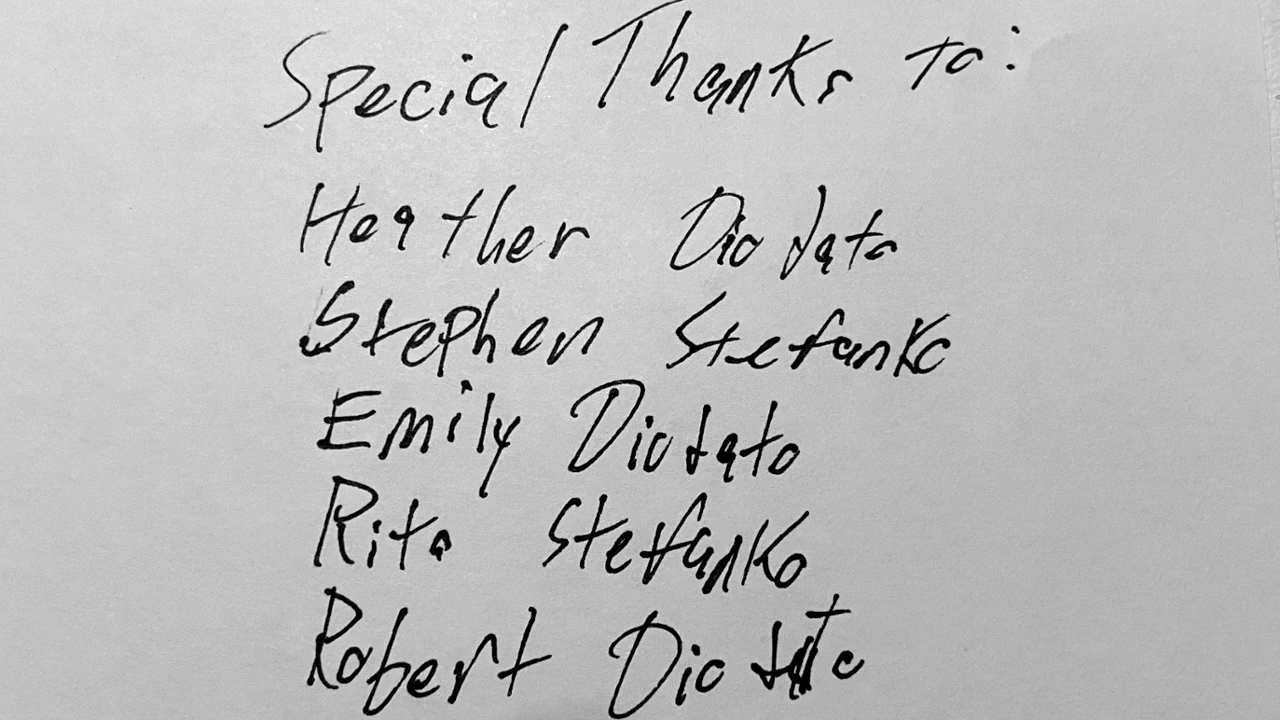 Special Thanks to:
Heather Diodato
Stephen Stefanko
Emily Diodato
Rita Stefanko
Robert Diodato